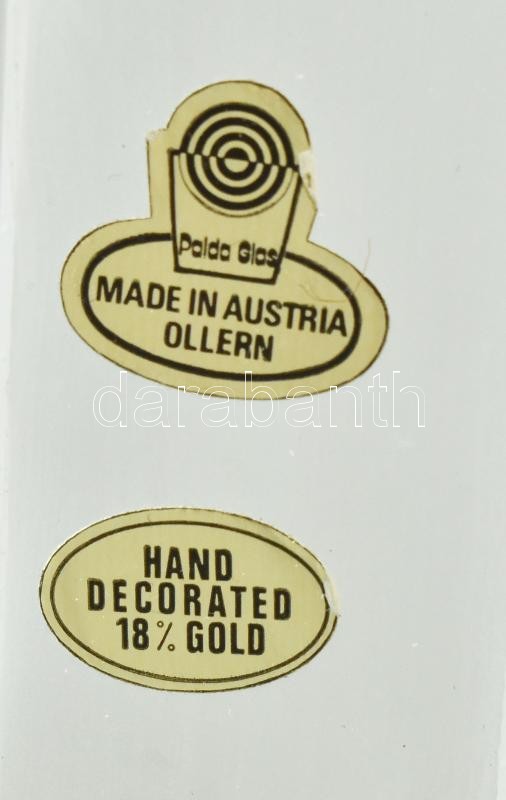 Palda Glas
MADE IN AUSTRIA
OLLERN
darabanth
HAND
DECORATED
18% GOLD